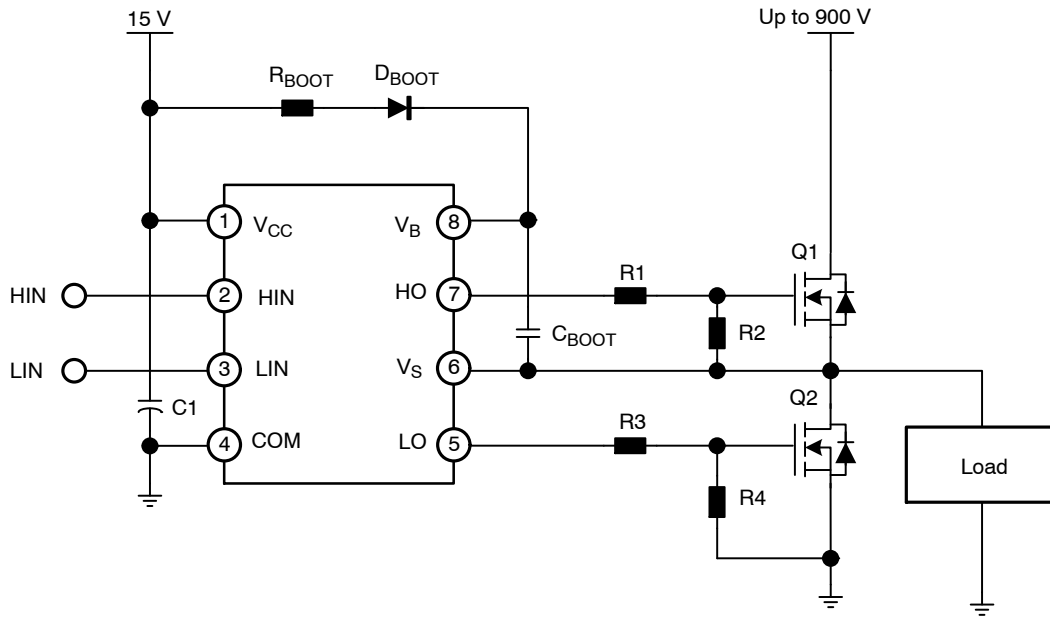 15 V
Up to 900 V
RBOOT
DBOOT
1
VCC
VB
8
Q1
HIN
2
HIN
HO
7
R1
R2
CBOOT
LIN
3
LIN
VS
6
Q2
C1
4
COM
LO
5
R3
R4
Load